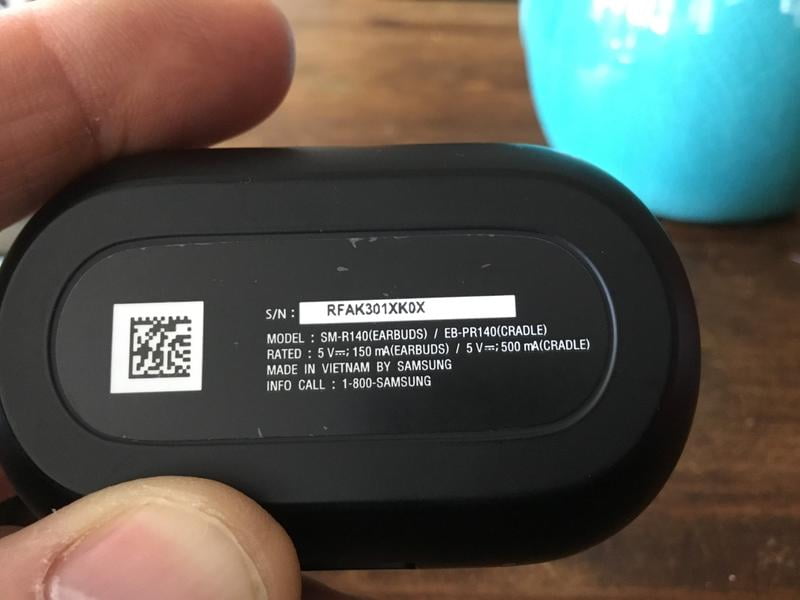 S/N : RFAK301XK0X
MODEL : SM-R140(EARBUDS) / EB-PR140(CRADLE)
RATED : 5 V⎓; 150 mA(EARBUDS) / 5 V⎓; 500 mA(CRADLE)
MADE IN VIETNAM BY SAMSUNG
INFO CALL : 1-800-SAMSUNG